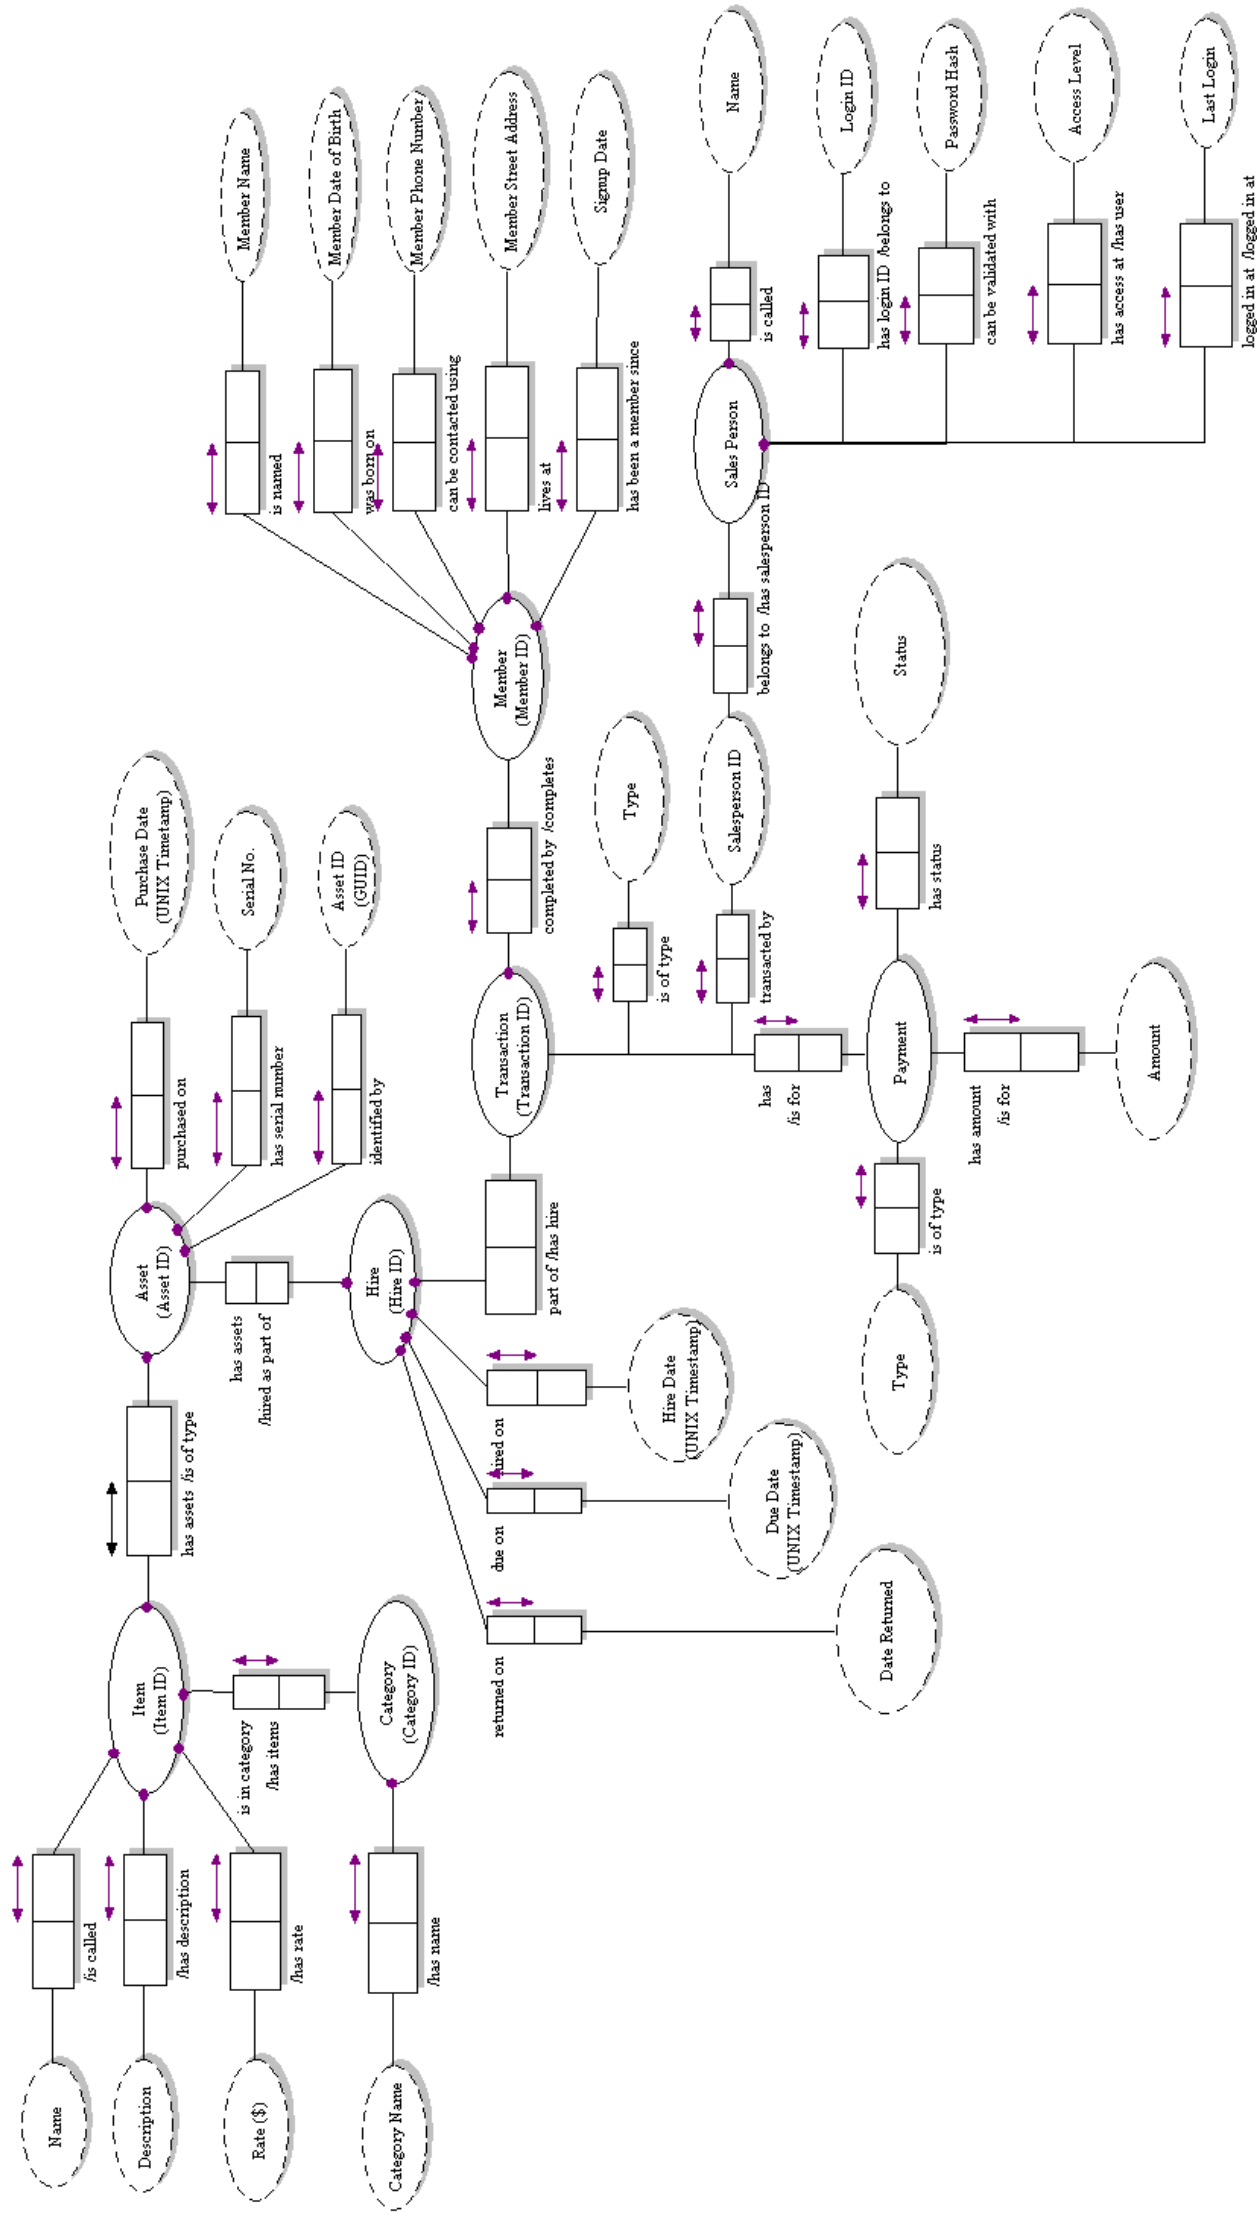 Name
/is called
Description
/has description
Rate ($)
/has rate
Category Name
/has name
Item
(Item ID)
is in category
/has items
Category
(Category ID)
has assets /is of type
Asset
(Asset ID)
purchased on
Purchase Date
(UNIX Timetamp)
has serial number
Serial No.
identified by
Asset ID
(GUID)
has assets
/hired as part of
Hire
(Hire ID)
returned on
Date Returned
due on
Due Date
(UNIX Timestamp)
ired on
Hire Date
(UNIX Timestamp)
part of /has hire
Transaction
(Transaction ID)
completed by /completes
Member
(Member ID)
is named
Member Name
was born on
Member Date of Birth
can be contacted using
Member Phone Number
lives at
Member Street Address
has been a member since
Signup Date
is of type
Type
transacted by
Salesperson ID
belongs to /has salesperson ID
Sales Person
is called
Name
has login ID /belongs to
Login ID
can be validated with
Password Hash
has access at /has user
Access Level
logged in at /logged in at
Last Login
has
/is for
Payment
has status
Status
is of type
Type
has amount
/is for
Amount